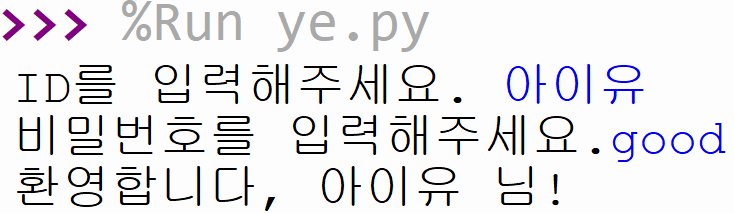 >>> %Run ye.py
ID를 입력해주세요. 아이유
비밀번호를 입력해주세요.good
환영합니다, 아이유 님!